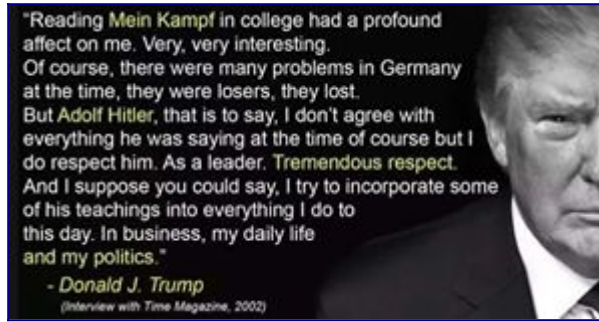 "Reading Mein Kampf in college had a profound
affect on me. Very, very interesting.
Of course, there were many problems in Germany
at the time, they were losers, they lost.
But Adolf Hitler, that is to say, I don't agree with
everything he was saying at the time of course but I
do respect him. As a leader. Tremendous respect.
And I suppose you could say, I try to incorporate some
of his teachings into everything I do to
this day. In business, my daily life
and my politics."
- Donald J. Trump
(Interview with Time Magazine, 2002)